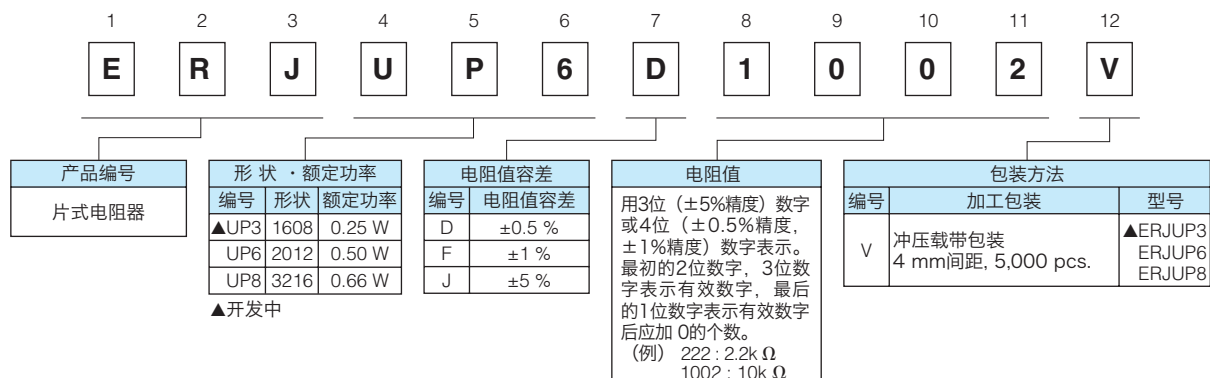 1 2 3 4 5 6 7 8 9 10 11 12
E R J U P 6 D 1 0 0 2 V
产品编号
片式电阻器
形 状 ・额定功率
编号 形状 额定功率
▲UP3 1608 0.25 W
UP6 2012 0.50 W
UP8 3216 0.66 W
▲开发中
电阻值容差
编号 电阻值容差
D ±0.5 %
F ±1 %
J ±5 %
电阻值
用3位（±5%精度）数字
或4位（±0.5%精度,
±1%精度）数字表示。
最初的2位数字，3位数
字表示有效数字，最后
的1位数字表示有效数字
后应加 0的个数。
（例） 222 : 2.2k Ω
1002 : 10k Ω
包装方法
编号 加工包装 型号
V 冲压载带包装
4 mm间距, 5,000 pcs.
▲ERJUP3
ERJUP6
ERJUP8